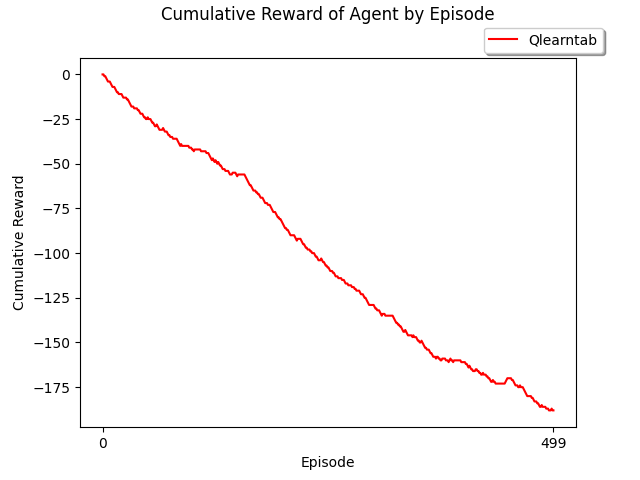 Cumulative Reward of Agent by Episode
Qlearntab
0
−25
−50
−75
−100
−125
−150
−175
Cumulative Reward
0
499
Episode